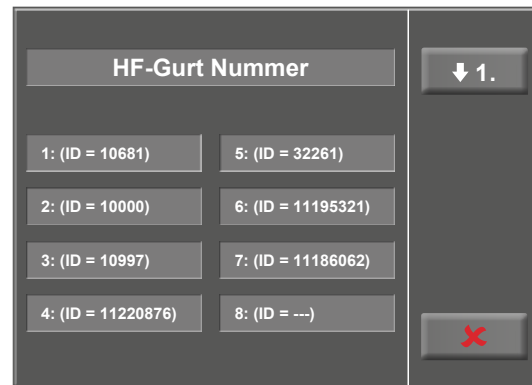 HF-Gurt Nummer
1.
1: (ID = 10681)
2: (ID = 10000)
3: (ID = 10997)
4: (ID = 11220876)
5: (ID = 32261)
6: (ID = 11195321)
7: (ID = 11186062)
8: (ID = ---)